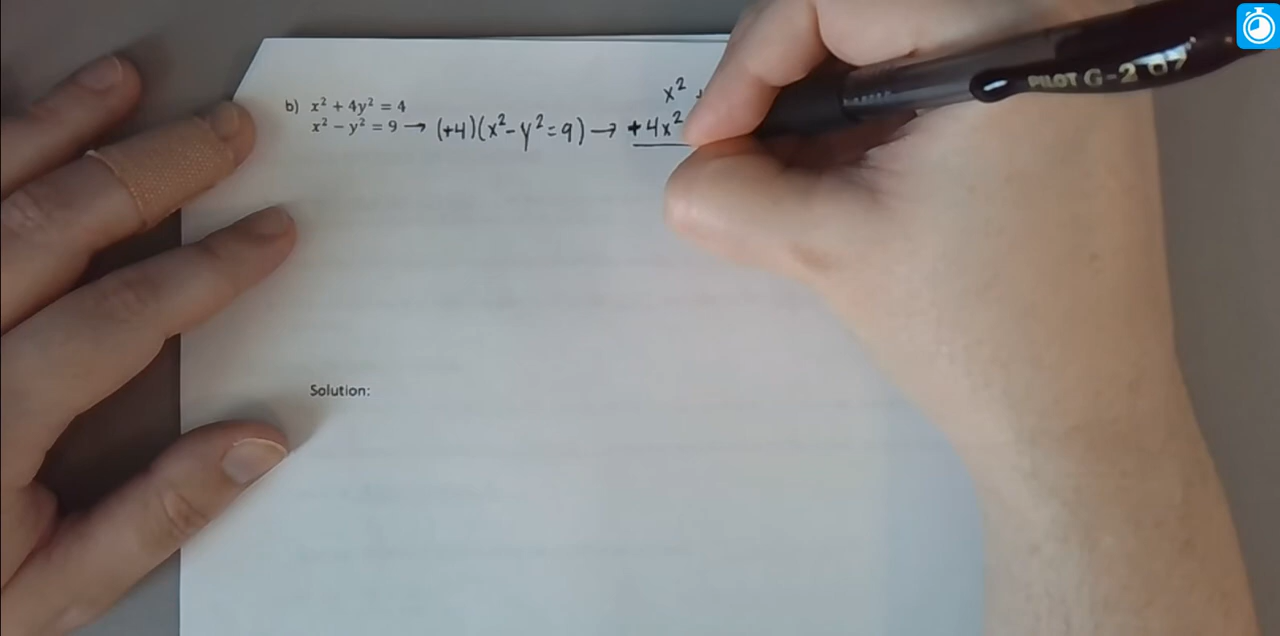 b) x² + 4y² = 4
x² − y² = 9 → (+4)(x² − y² = 9) → +4x²
x²
Solution:
PILOT G-2 07